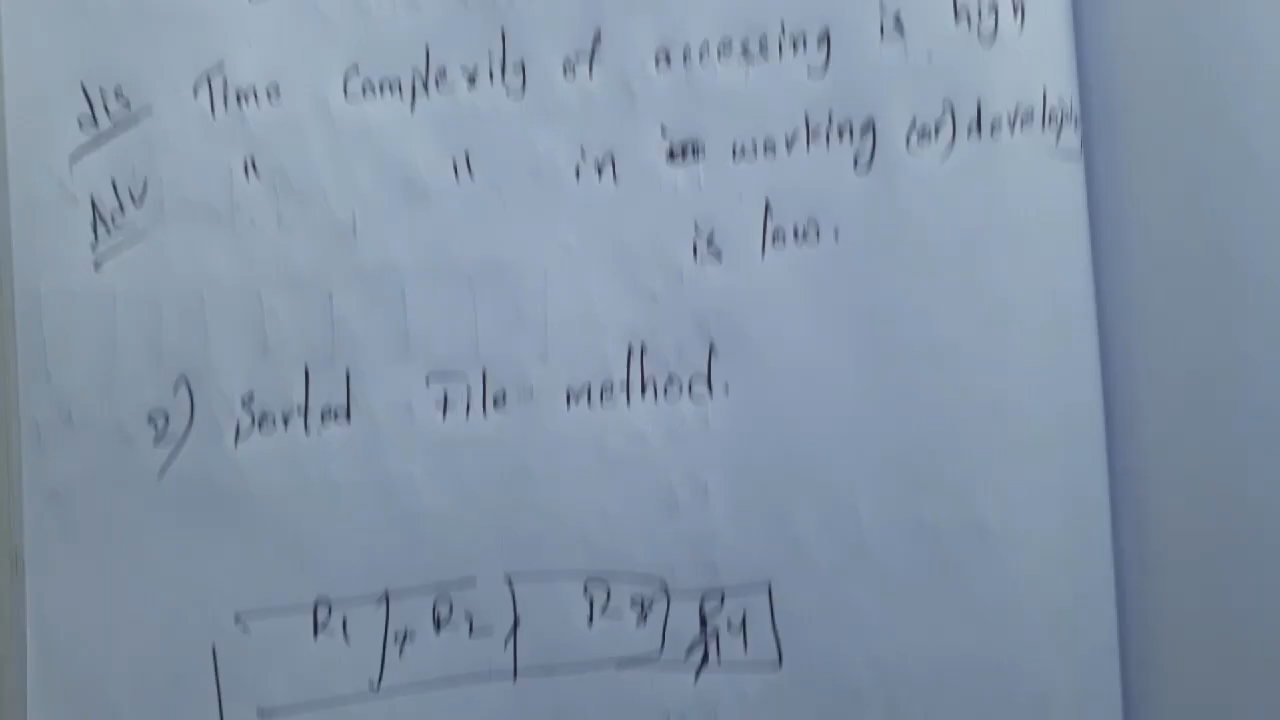 dis Time Complexity of accessing is high
Adv " " in working (or) develop
is low.
2) Sorted File method.
R1 R2 R4